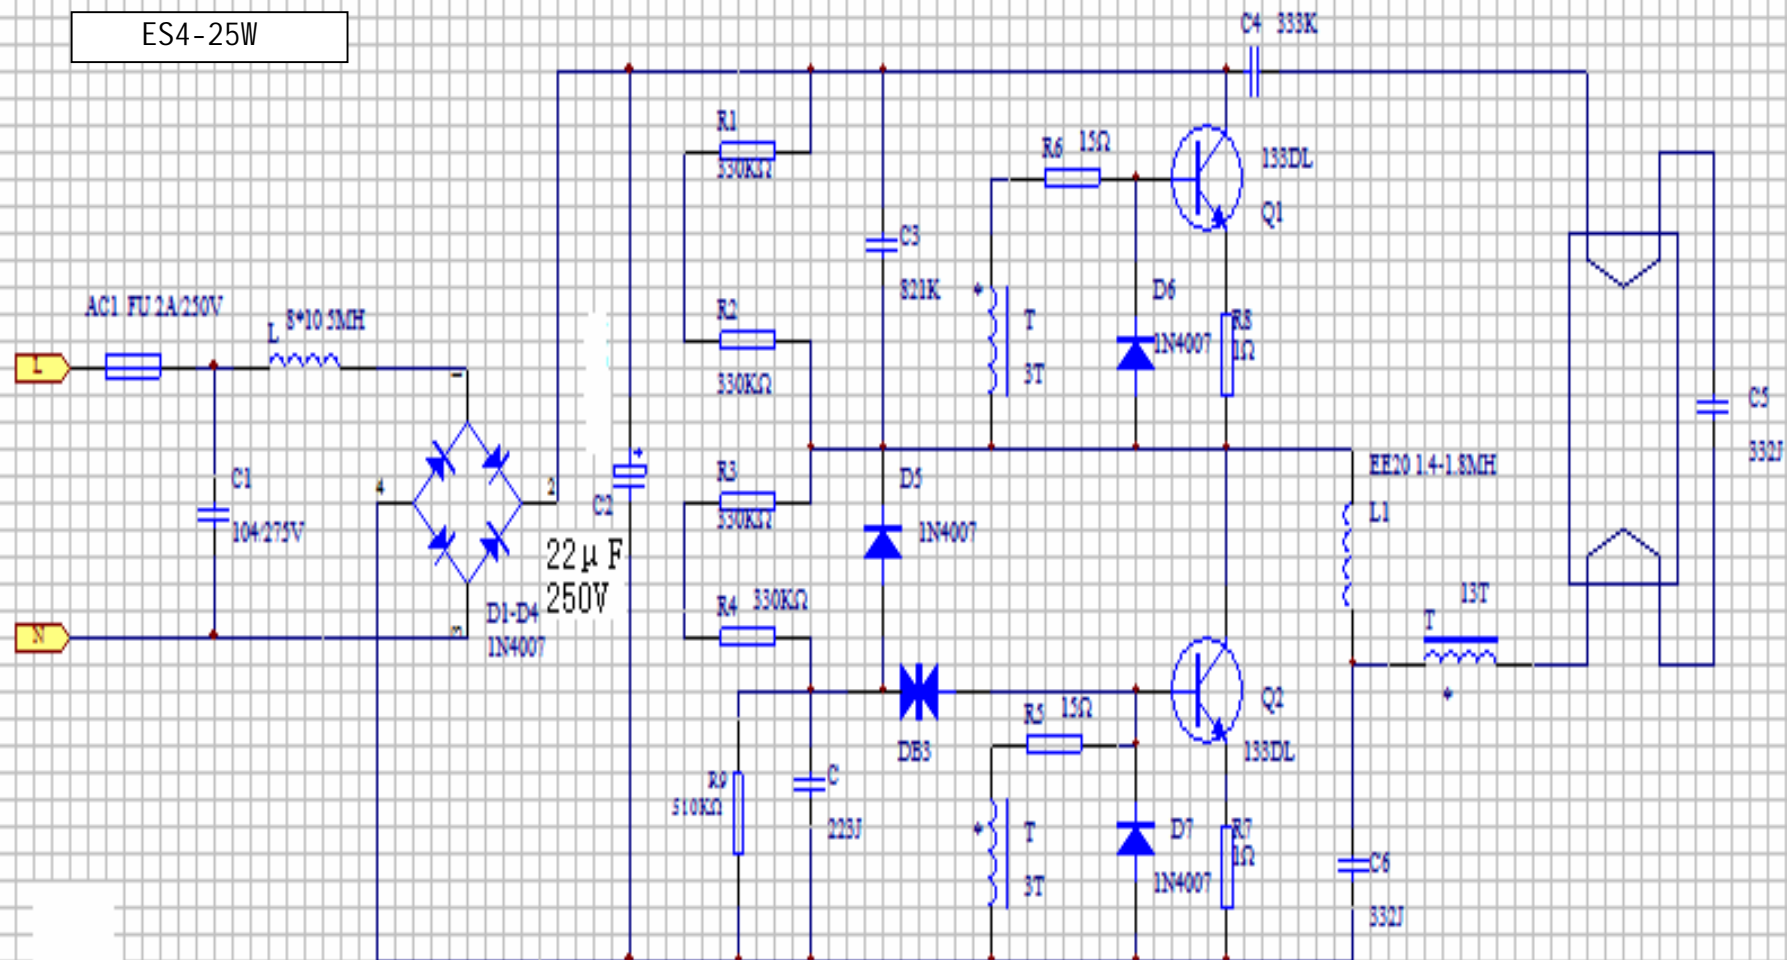 ES4-25W
C4 333K
R1
330KΩ
R6 15Ω
133DL
Q1
C3
821K
D6
1N4007
R8
1Ω
AC1 FU 2A/250V
L 8*10 5MH
R2
330KΩ
T
3T
L
1
C5
332J
C1
104/275V
4
2
C2
22μF
250V
R3
330KΩ
D5
1N4007
EE20 1.4-1.8MH
L1
R4 330KΩ
D1-D4
1N4007
3
N
13T
T
Q2
133DL
R5 15Ω
DB3
R9
510KΩ
C
223J
T
3T
D7
1N4007
R7
1Ω
C6
332J